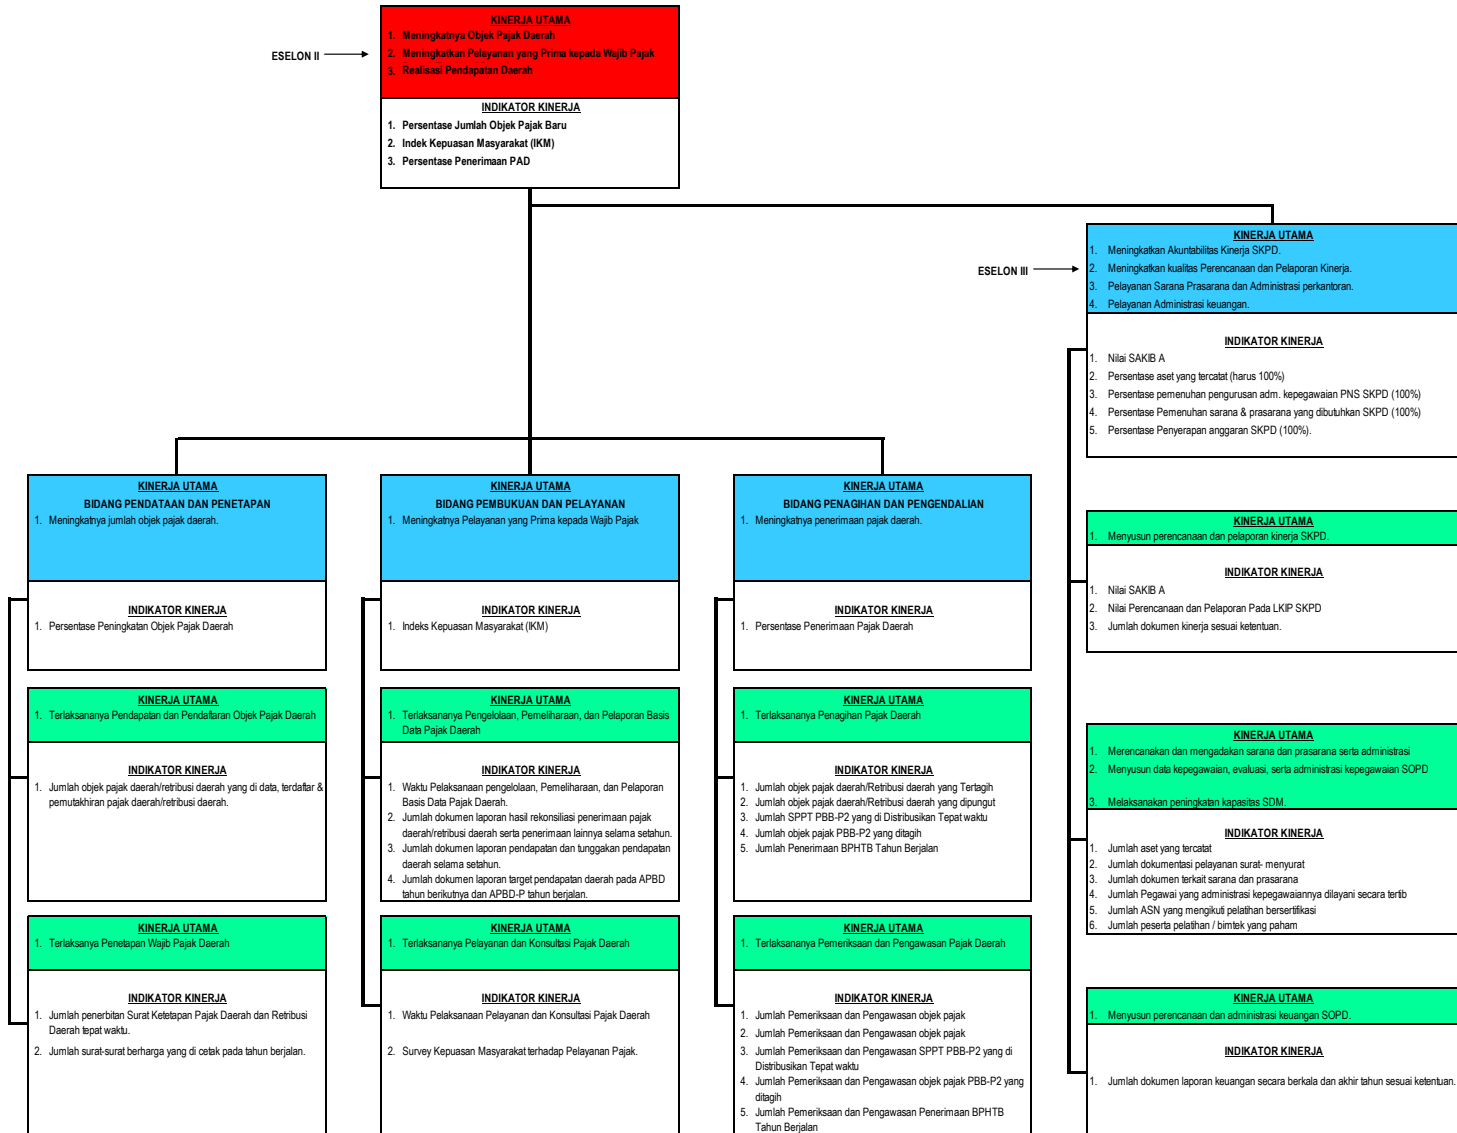 KINERJA UTAMA
1. Meningkatnya Objek Pajak Daerah
2. Meningkatkan Pelayanan yang Prima kepada Wajib Pajak
3. Realisasi Pendapatan Daerah
ESELON II
INDIKATOR KINERJA
1. Persentase Jumlah Objek Pajak Baru
2. Indek Kepuasan Masyarakat (IKM)
3. Persentase Penerimaan PAD
KINERJA UTAMA
1. Meningkatkan Akuntabilitas Kinerja SKPD.
2. Meningkatkan kualitas Perencanaan dan Pelaporan Kinerja.
3. Pelayanan Sarana Prasarana dan Administrasi perkantoran.
4. Pelayanan Administrasi keuangan.
ESELON III
INDIKATOR KINERJA
1. Nilai SAKIB A
2. Persentase aset yang tercatat (harus 100%)
3. Persentase pemenuhan pengurusan adm. kepegawaian PNS SKPD (100%)
4. Persentase Pemenuhan sarana & prasarana yang dibutuhkan SKPD (100%)
5. Persentase Penyerapan anggaran SKPD (100%).
KINERJA UTAMA
BIDANG PENDATAAN DAN PENETAPAN
1. Meningkatnya jumlah objek pajak daerah.
INDIKATOR KINERJA
1. Persentase Peningkatan Objek Pajak Daerah
KINERJA UTAMA
1. Terlaksananya Pendapatan dan Pendaftaran Objek Pajak Daerah
INDIKATOR KINERJA
1. Jumlah objek pajak daerah/retribusi daerah yang di data, terdaftar &
pemutakhiran pajak daerah/retribusi daerah.
KINERJA UTAMA
1. Terlaksanya Penetapan Wajib Pajak Daerah
INDIKATOR KINERJA
1. Jumlah penerbitan Surat Ketetapan Pajak Daerah dan Retribusi
Daerah tepat waktu.
2. Jumlah surat-surat berharga yang di cetak pada tahun berjalan.
KINERJA UTAMA
BIDANG PEMBUKUAN DAN PELAYANAN
1. Meningkatnya Pelayanan yang Prima kepada Wajib Pajak
INDIKATOR KINERJA
1. Indeks Kepuasan Masyarakat (IKM)
KINERJA UTAMA
1. Terlaksananya Pengelolaan, Pemeliharaan, dan Pelaporan Basis
Data Pajak Daerah
INDIKATOR KINERJA
1. Waktu Pelaksanaan pengelolaan, Pemeliharaan, dan Pelaporan
Basis Data Pajak Daerah.
2. Jumlah dokumen laporan hasil rekonsiliasi penerimaan pajak
daerah/retribusi daerah serta penerimaan lainnya selama setahun.
3. Jumlah dokumen laporan pendapatan dan tunggakan pendapatan
daerah selama setahun.
4. Jumlah dokumen laporan target pendapatan daerah pada APBD
tahun berikutnya dan APBD-P tahun berjalan.
KINERJA UTAMA
1. Terlaksananya Pelayanan dan Konsultasi Pajak Daerah
INDIKATOR KINERJA
1. Waktu Pelaksanaan Pelayanan dan Konsultasi Pajak Daerah
2. Survey Kepuasan Masyarakat terhadap Pelayanan Pajak.
KINERJA UTAMA
BIDANG PENAGIHAN DAN PENGENDALIAN
1. Meningkatnya penerimaan pajak daerah.
INDIKATOR KINERJA
1. Persentase Penerimaan Pajak Daerah
KINERJA UTAMA
1. Terlaksananya Penagihan Pajak Daerah
INDIKATOR KINERJA
1. Jumlah objek pajak daerah/Retribusi daerah yang Tertagih
2. Jumlah objek pajak daerah/Retribusi daerah yang dipungut
3. Jumlah SPPT PBB-P2 yang di Distribusikan Tepat waktu
4. Jumlah objek pajak PBB-P2 yang ditagih
5. Jumlah Penerimaan BPHTB Tahun Berjalan
KINERJA UTAMA
1. Terlaksananya Pemeriksaan dan Pengawasan Pajak Daerah
INDIKATOR KINERJA
1. Jumlah Pemeriksaan dan Pengawasan objek pajak
2. Jumlah Pemeriksaan dan Pengawasan objek pajak
3. Jumlah Pemeriksaan dan Pengawasan SPPT PBB-P2 yang di
Distribusikan Tepat waktu
4. Jumlah Pemeriksaan dan Pengawasan objek pajak PBB-P2 yang
ditagih
5. Jumlah Pemeriksaan dan Pengawasan Penerimaan BPHTB
Tahun Berjalan
KINERJA UTAMA
1. Menyusun perencanaan dan pelaporan kinerja SKPD.
INDIKATOR KINERJA
1. Nilai SAKIB A
2. Nilai Perencanaan dan Pelaporan Pada LKIP SKPD
3. Jumlah dokumen kinerja sesuai ketentuan.
KINERJA UTAMA
1. Merencanakan dan mengadakan sarana dan prasarana serta administrasi
2. Menyusun data kepegawaian, evaluasi, serta administrasi kepegawaian SOPD
3. Melaksanakan peningkatan kapasitas SDM.
INDIKATOR KINERJA
1. Jumlah aset yang tercatat
2. Jumlah dokumentasi pelayanan surat- menyurat
3. Jumlah dokumen terkait sarana dan prasarana
4. Jumlah Pegawai yang administrasi kepegawaiannya dilayani secara tertib
5. Jumlah ASN yang mengikuti pelatihan bersertifikasi
6. Jumlah peserta pelatihan / bimtek yang paham
KINERJA UTAMA
1. Menyusun perencanaan dan administrasi keuangan SOPD.
INDIKATOR KINERJA
1. Jumlah dokumen laporan keuangan secara berkala dan akhir tahun sesuai ketentuan.